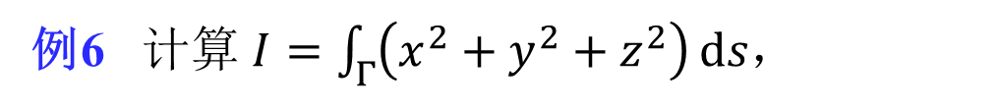 例6 计算 I = ∫_Γ(x² + y² + z²) ds,